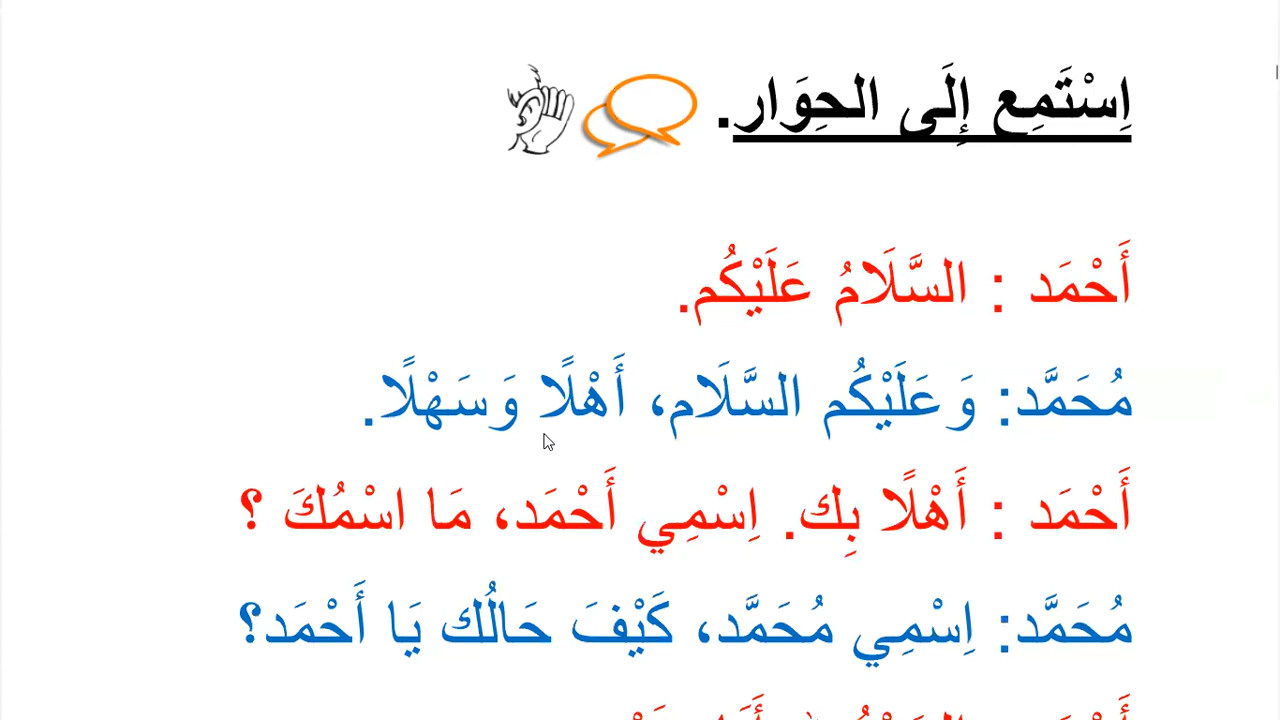 اِسْتَمِع إِلَى الحِوَار.
أَحْمَد : السَّلَامُ عَلَيْكُم.
مُحَمَّد: وَ عَلَيْكُم السَّلَام، أَهْلًا وَ سَهْلًا.
أَحْمَد : أَهْلًا بِك. اِسْمِي أَحْمَد، مَا اسْمُكَ ؟
مُحَمَّد: اِسْمِي مُحَمَّد، كَيْفَ حَالُك يَا أَحْمَد؟